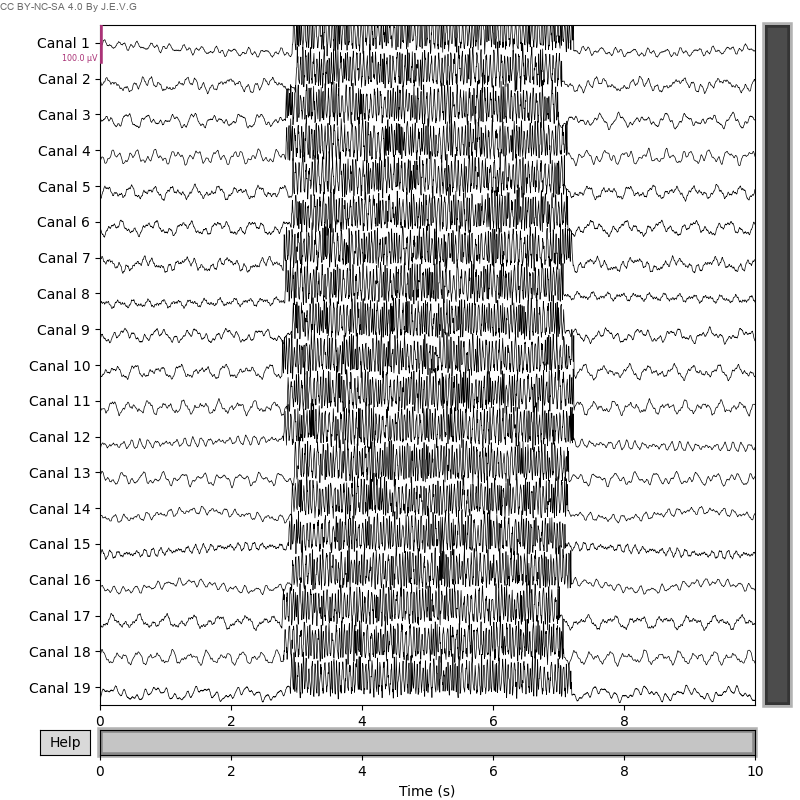 CC BY-NC-SA 4.0 By J.E.V.G
Canal 1
100.0 µV
Canal 2
Canal 3
Canal 4
Canal 5
Canal 6
Canal 7
Canal 8
Canal 9
Canal 10
Canal 11
Canal 12
Canal 13
Canal 14
Canal 15
Canal 16
Canal 17
Canal 18
Canal 19
0 2 4 6 8
Help
0 2 4 6 8 10
Time (s)